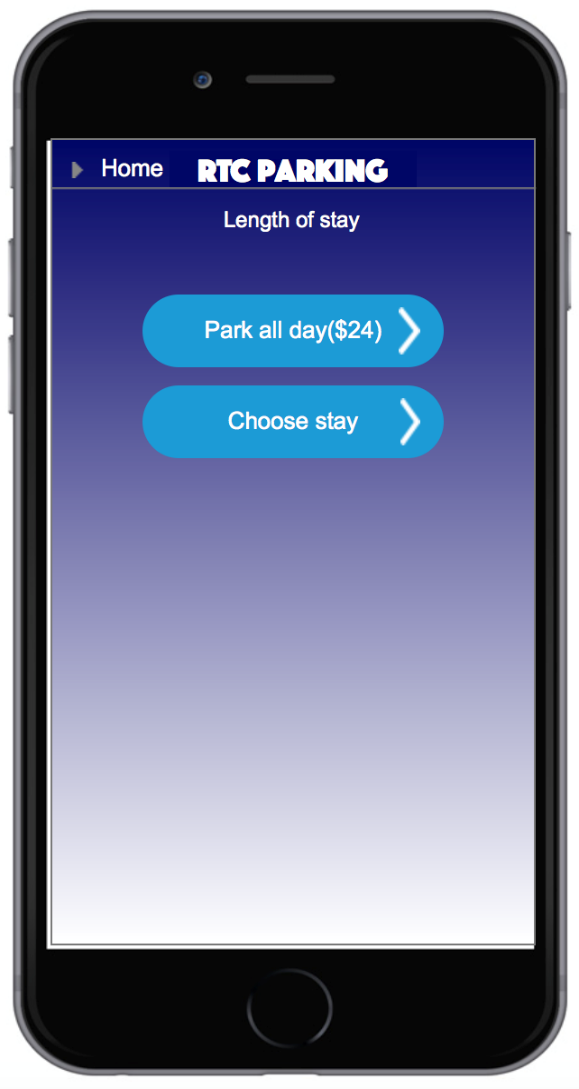 Home RTC PARKING
Length of stay
Park all day($24)
Choose stay